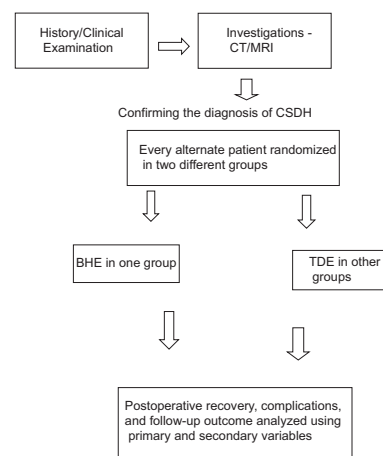 History/Clinical
Examination
Investigations -
CT/MRI
Confirming the diagnosis of CSDH
Every alternate patient randomized
in two different groups
BHE in one group
TDE in other
groups
Postoperative recovery, complications,
and follow-up outcome analyzed using
primary and secondary variables